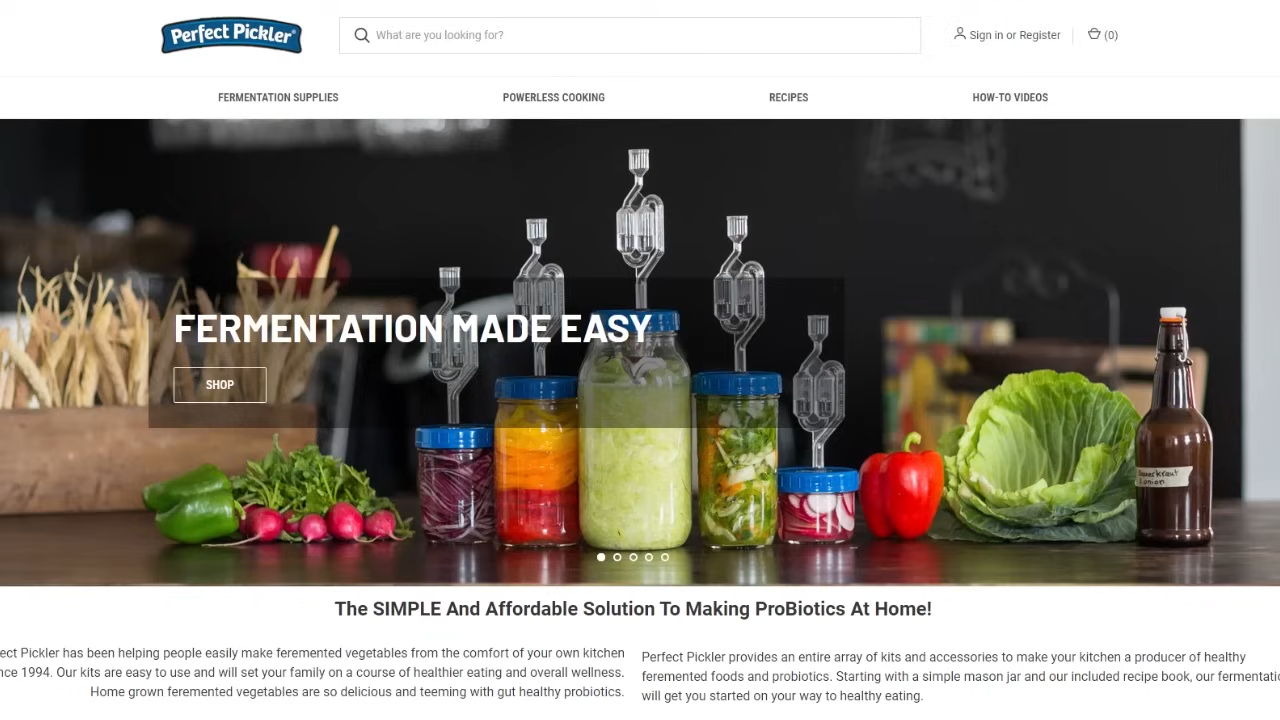 Perfect Pickler
What are you looking for?
Sign in or Register
(0)
FERMENTATION SUPPLIES
POWERLESS COOKING
RECIPES
HOW-TO VIDEOS
FERMENTATION MADE EASY
SHOP
The SIMPLE And Affordable Solution To Making ProBiotics At Home!
ect Pickler has been helping people easily make feremented vegetables from the comfort of your own kitchen
nce 1994. Our kits are easy to use and will set your family on a course of healthier eating and overall wellness.
Home grown feremented vegetables are so delicious and teeming with gut healthy probiotics.
Perfect Pickler provides an entire array of kits and accessories to make your kitchen a producer of healthy
feremented foods and probiotics. Starting with a simple mason jar and our included recipe book, our fermentatio
will get you started on your way to healthy eating.